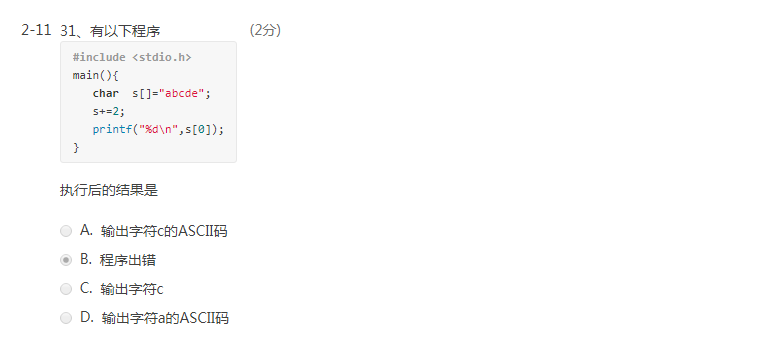 2-11 31、有以下程序 (2分)
#include <stdio.h>
main(){
char s[]="abcde";
s+=2;
printf("%d\n",s[0]);
}
执行后的结果是
A. 输出字符c的ASCII码
B. 程序出错
C. 输出字符c
D. 输出字符a的ASCII码